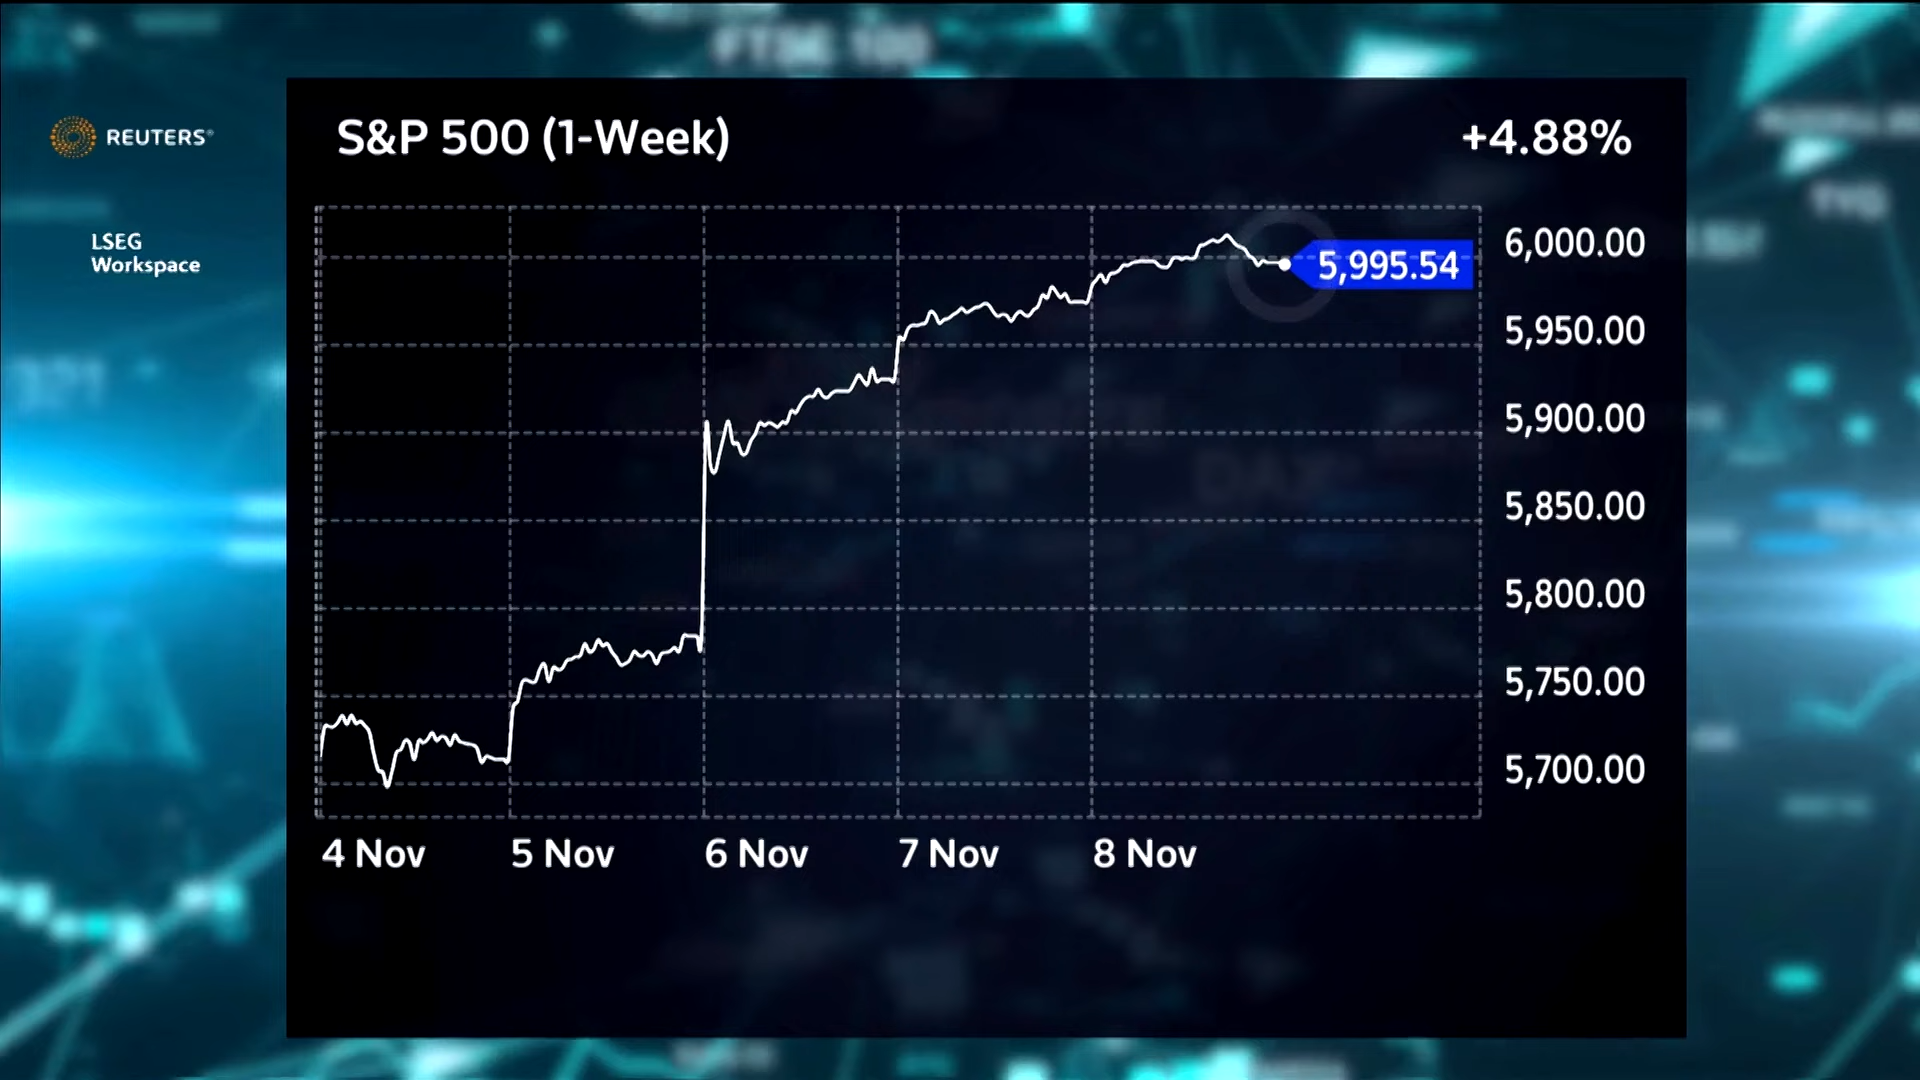 FTSE 100
REUTERS
S&P 500 (1-Week)
+4.88%
LSEG
Workspace
5,995.54
6,000.00
5,950.00
5,900.00
5,850.00
5,800.00
5,750.00
5,700.00
4 Nov
5 Nov
6 Nov
7 Nov
8 Nov